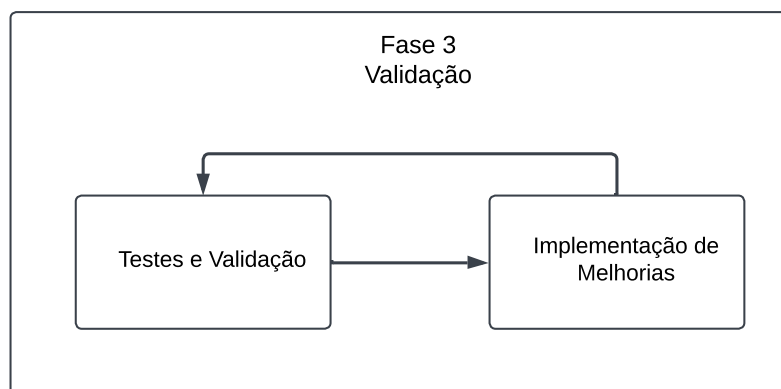 Fase 3
Validação
Testes e Validação
Implementação de
Melhorias